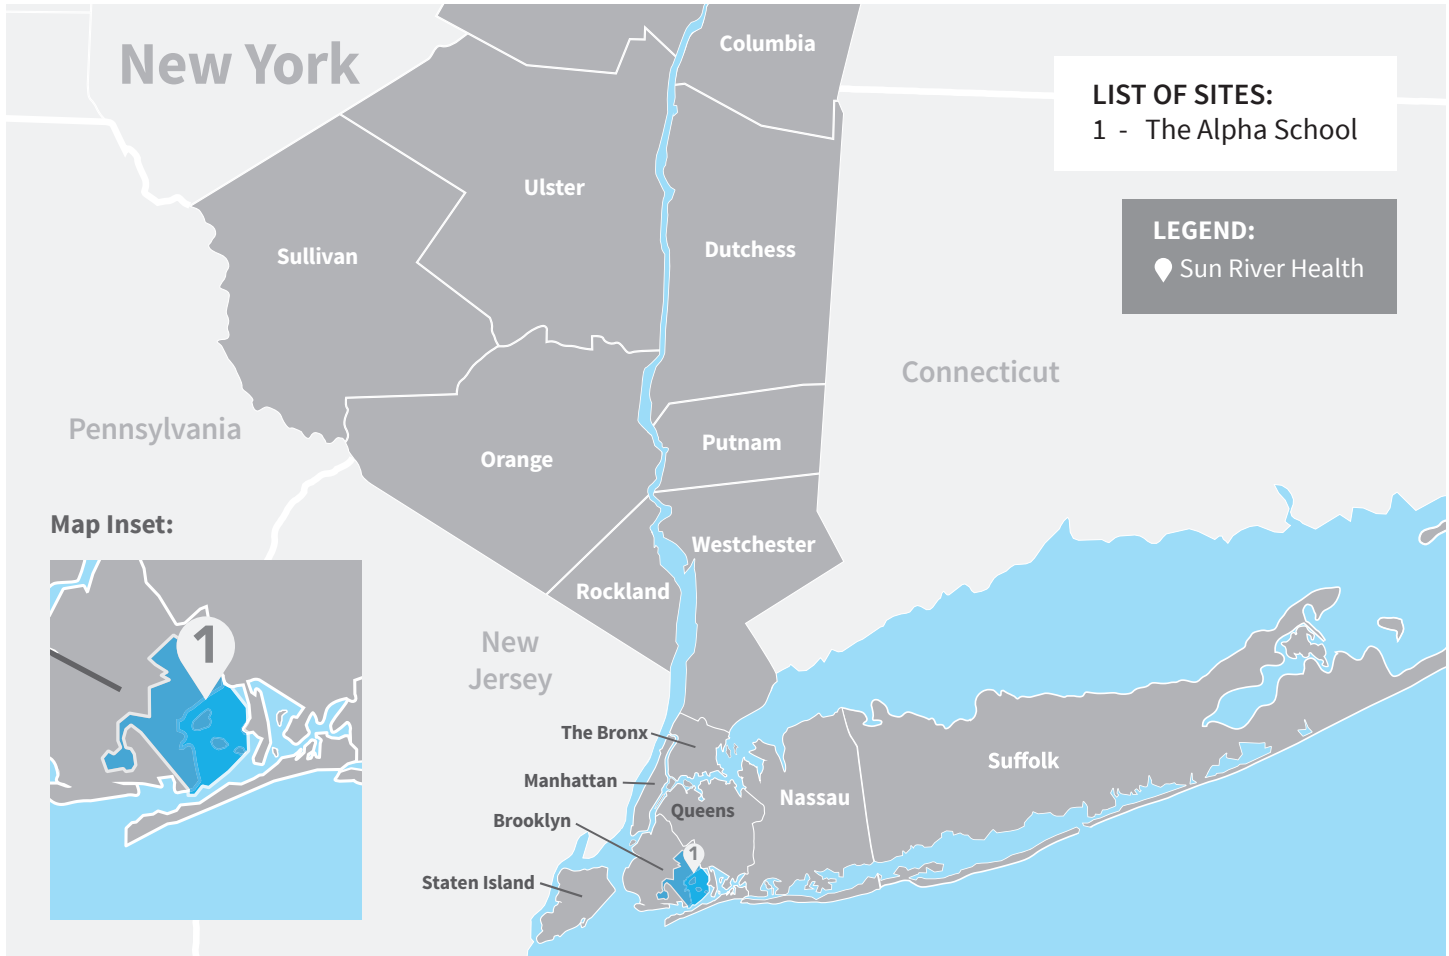 New York
Columbia
LIST OF SITES:
1 - The Alpha School
Ulster
LEGEND:
Sun River Health
Sullivan
Dutchess
Connecticut
Pennsylvania
Putnam
Orange
Map Inset:
Westchester
Rockland
New
Jersey
1
The Bronx
Suffolk
Manhattan
Nassau
Queens
Brooklyn
1
Staten Island